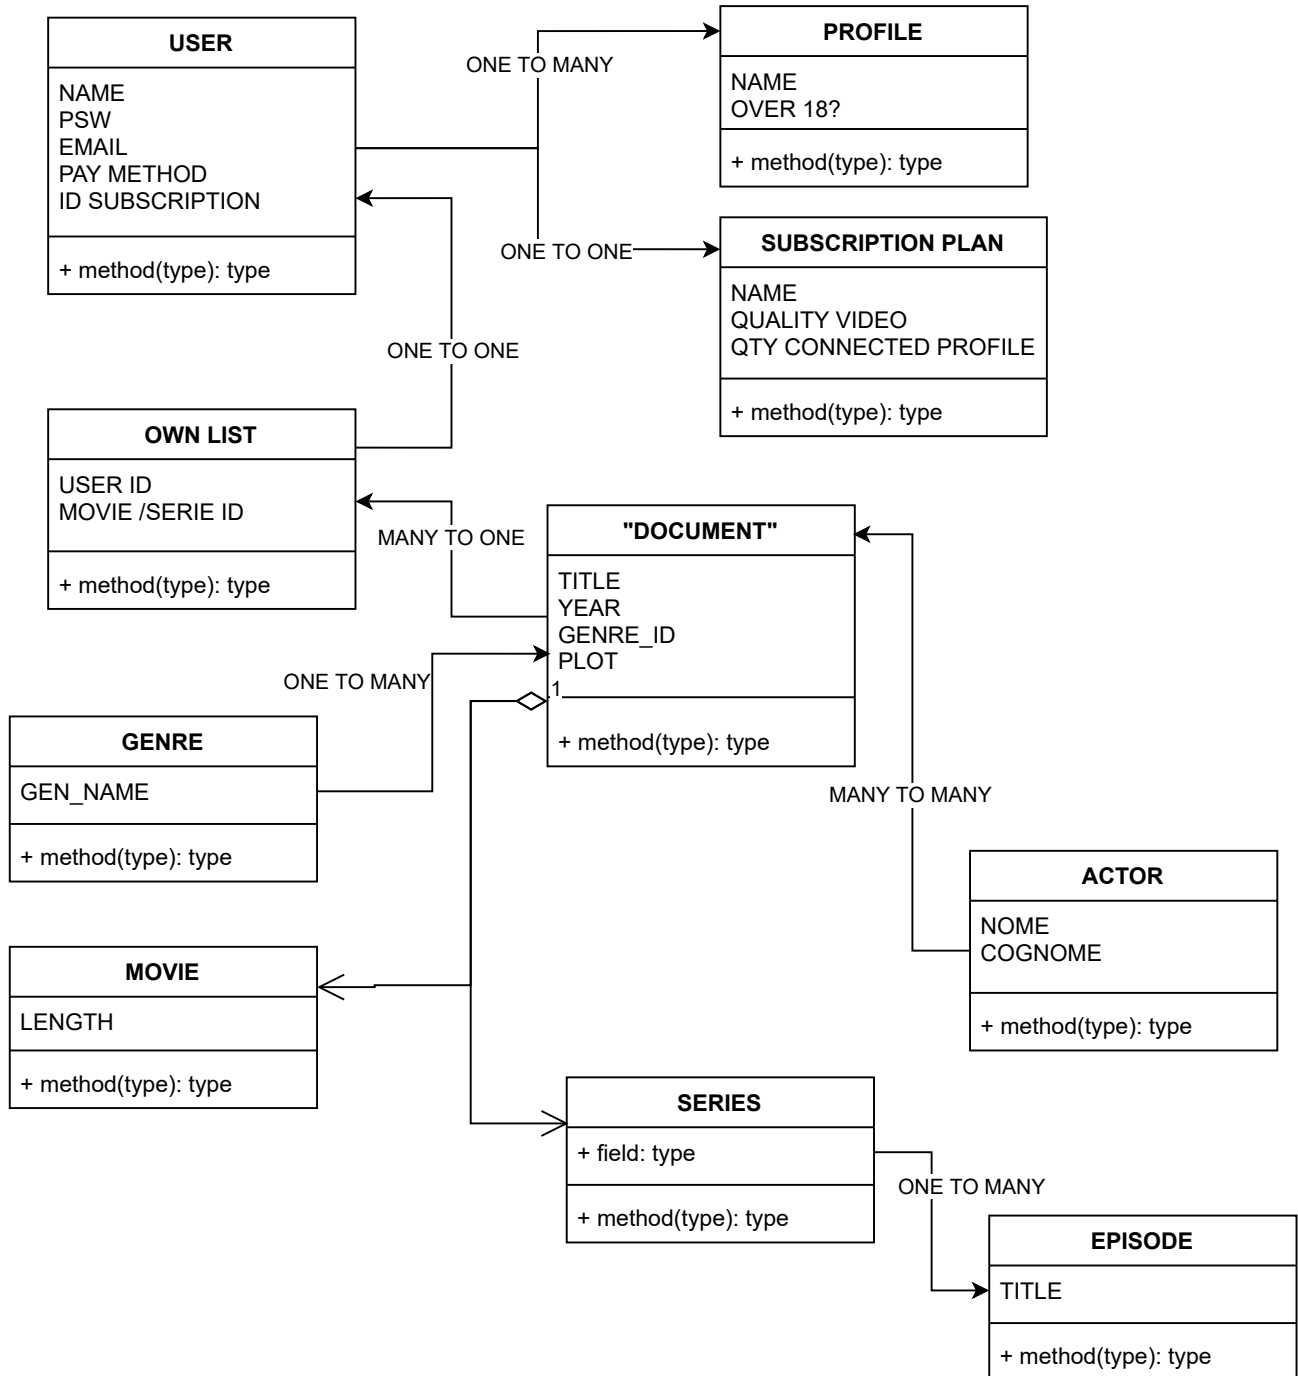 USER
NAME
PSW
EMAIL
PAY METHOD
ID SUBSCRIPTION
+ method(type): type
ONE TO MANY
PROFILE
NAME
OVER 18?
+ method(type): type
ONE TO ONE
SUBSCRIPTION PLAN
NAME
QUALITY VIDEO
QTY CONNECTED PROFILE
+ method(type): type
ONE TO ONE
OWN LIST
USER ID
MOVIE /SERIE ID
+ method(type): type
MANY TO ONE
"DOCUMENT"
TITLE
YEAR
GENRE_ID
PLOT
1
+ method(type): type
ONE TO MANY
GENRE
GEN_NAME
+ method(type): type
MANY TO MANY
ACTOR
NOME
COGNOME
+ method(type): type
MOVIE
LENGTH
+ method(type): type
SERIES
+ field: type
+ method(type): type
ONE TO MANY
EPISODE
TITLE
+ method(type): type